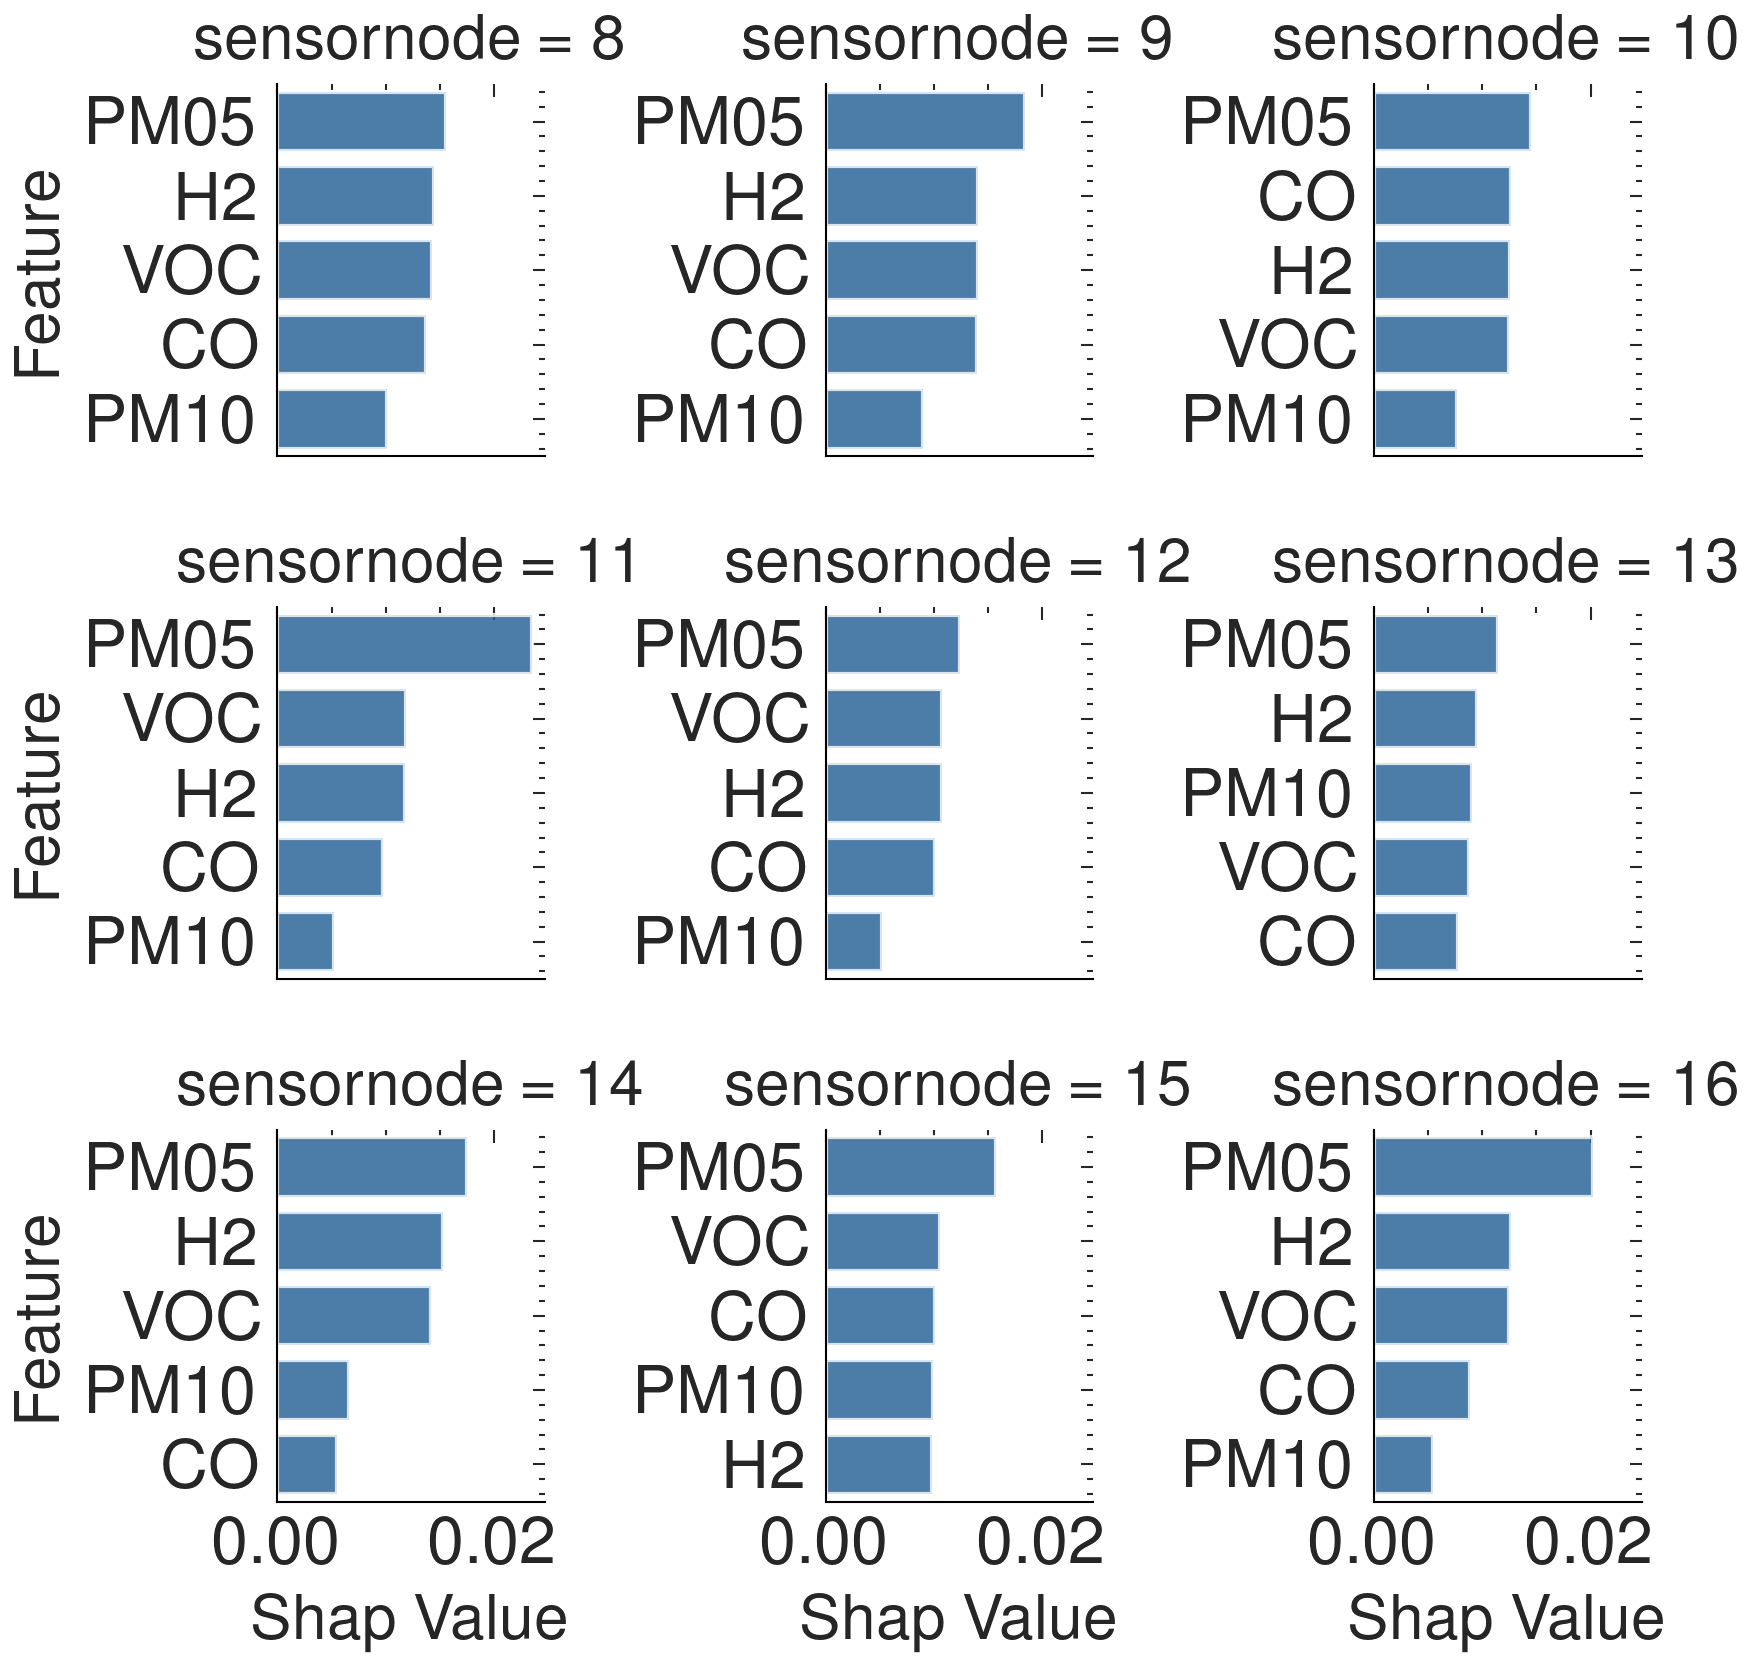 sensornode = 8
Feature
PM05
H2
VOC
CO
PM10
sensornode = 9
PM05
H2
VOC
CO
PM10
sensornode = 10
PM05
CO
H2
VOC
PM10
sensornode = 11
Feature
PM05
VOC
H2
CO
PM10
sensornode = 12
PM05
VOC
H2
CO
PM10
sensornode = 13
PM05
H2
PM10
VOC
CO
sensornode = 14
Feature
PM05
H2
VOC
PM10
CO
0.00 0.02
Shap Value
sensornode = 15
PM05
VOC
CO
PM10
H2
0.00 0.02
Shap Value
sensornode = 16
PM05
H2
VOC
CO
PM10
0.00 0.02
Shap Value